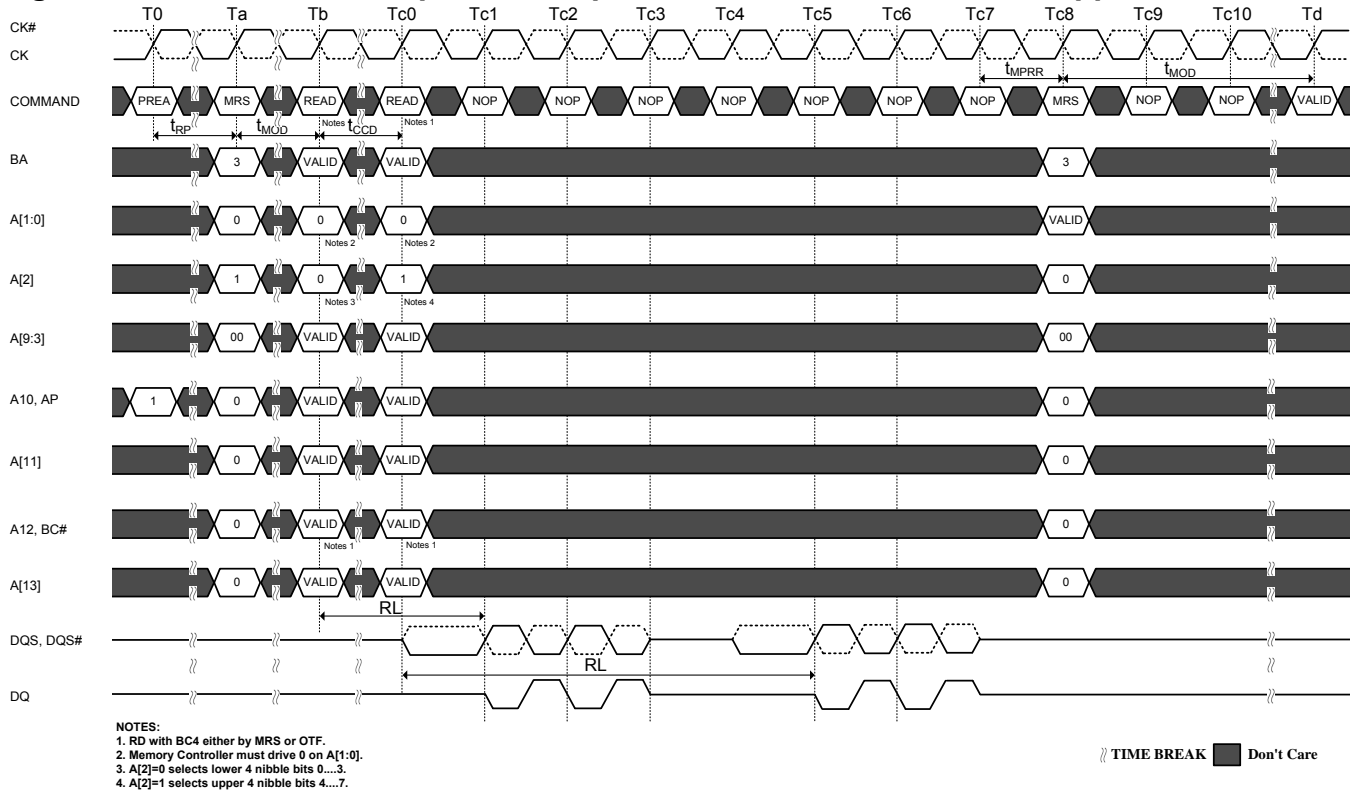 T0 Ta Tb Tc0 Tc1 Tc2 Tc3 Tc4 Tc5 Tc6 Tc7 Tc8 Tc9 Tc10 Td
CK#
CK
tMPRR tMOD
COMMAND PREA MRS READ READ NOP NOP NOP NOP NOP NOP NOP MRS NOP NOP VALID
Notes 1 Notes 1
tRP tMOD tCCD
BA 3 VALID VALID 3
A[1:0] 0 0 0 VALID
Notes 2 Notes 2
A[2] 1 0 1 0
Notes 3 Notes 4
A[9:3] 00 VALID VALID 00
A10, AP 1 0 VALID VALID 0
A[11] 0 VALID VALID 0
A12, BC# 0 VALID VALID 0
Notes 1 Notes 1
A[13] 0 VALID VALID 0
RL
DQS, DQS#
RL
DQ
NOTES:
1. RD with BC4 either by MRS or OTF.
2. Memory Controller must drive 0 on A[1:0].
3. A[2]=0 selects lower 4 nibble bits 0....3.
4. A[2]=1 selects upper 4 nibble bits 4....7.
TIME BREAK Don't Care